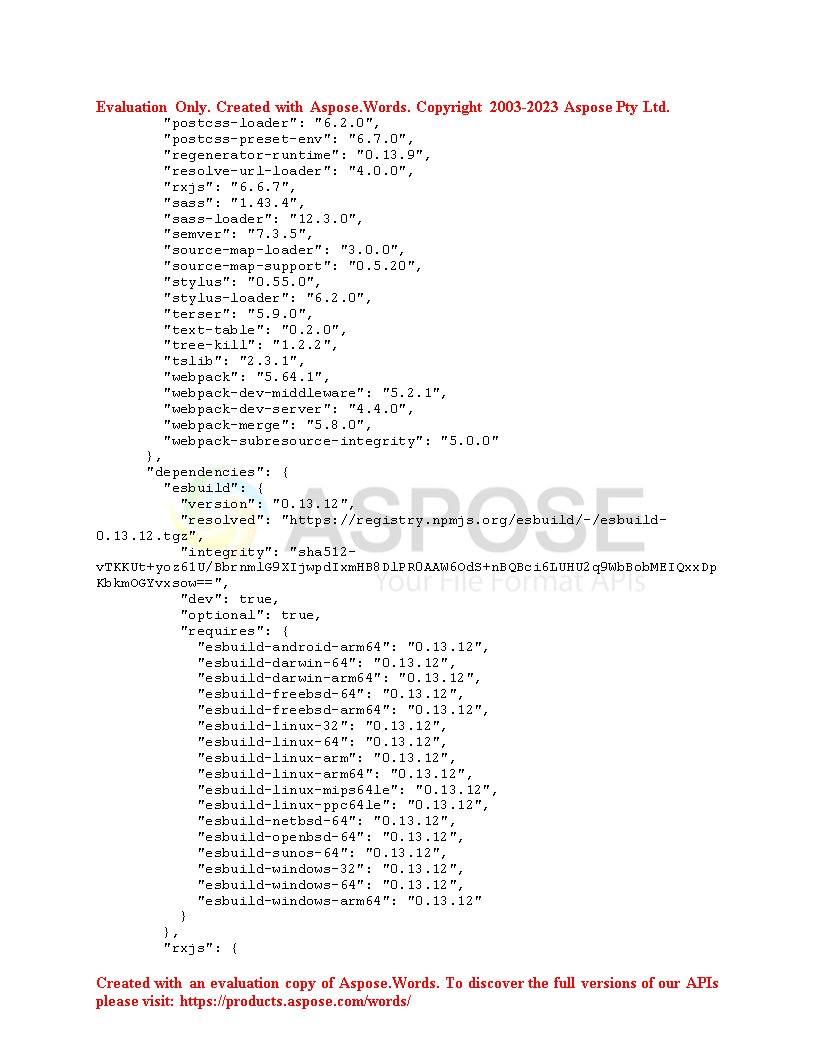 Evaluation Only. Created with Aspose.Words. Copyright 2003-2023 Aspose Pty Ltd.
"postcss-loader": "6.2.0",
"postcss-preset-env": "6.7.0",
"regenerator-runtime": "0.13.9",
"resolve-url-loader": "4.0.0",
"rxjs": "6.6.7",
"sass": "1.43.4",
"sass-loader": "12.3.0",
"semver": "7.3.5",
"source-map-loader": "3.0.0",
"source-map-support": "0.5.20",
"stylus": "0.55.0",
"stylus-loader": "6.2.0",
"terser": "5.9.0",
"text-table": "0.2.0",
"tree-kill": "1.2.2",
"tslib": "2.3.1",
"webpack": "5.64.1",
"webpack-dev-middleware": "5.2.1",
"webpack-dev-server": "4.4.0",
"webpack-merge": "5.8.0",
"webpack-subresource-integrity": "5.0.0"
},
"dependencies": {
"esbuild": {
"version": "0.13.12",
"resolved": "https://registry.npmjs.org/esbuild/-/esbuild-
0.13.12.tgz",
"integrity": "sha512-
vTKKUt+yoz61U/BbrnmlG9XIjwpdIxmHB8DlPR0AAW6OdS+nBQBci6LUHU2q9WbBobMEIQxxDp
KbkmOGYvxsow==",
"dev": true,
"optional": true,
"requires": {
"esbuild-android-arm64": "0.13.12",
"esbuild-darwin-64": "0.13.12",
"esbuild-darwin-arm64": "0.13.12",
"esbuild-freebsd-64": "0.13.12",
"esbuild-freebsd-arm64": "0.13.12",
"esbuild-linux-32": "0.13.12",
"esbuild-linux-64": "0.13.12",
"esbuild-linux-arm": "0.13.12",
"esbuild-linux-arm64": "0.13.12",
"esbuild-linux-mips64le": "0.13.12",
"esbuild-linux-ppc64le": "0.13.12",
"esbuild-netbsd-64": "0.13.12",
"esbuild-openbsd-64": "0.13.12",
"esbuild-sunos-64": "0.13.12",
"esbuild-windows-32": "0.13.12",
"esbuild-windows-64": "0.13.12",
"esbuild-windows-arm64": "0.13.12"
}
},
"rxjs": {
ASPOSE
Your File Format APIs
Created with an evaluation copy of Aspose.Words. To discover the full versions of our APIs
please visit: https://products.aspose.com/words/